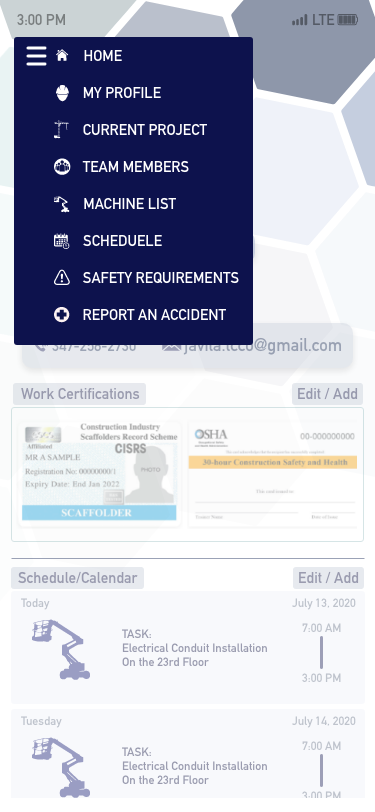 3:00 PM LTE
HOME
MY PROFILE
CURRENT PROJECT
TEAM MEMBERS
MACHINE LIST
SCHEDUELE
SAFETY REQUIREMENTS
REPORT AN ACCIDENT
347-256-2730 javita.tcco@gmail.com
Work Certifications Edit / Add
Construction Industry
Scaffolders Record Scheme
CISRS
Affiliated
MR A SAMPLE
Registration No: 00000000/1
Expiry Date: End Jan 2022
PHOTO
SCAFFOLDER
OSHA 00-000000000
30-hour Construction Safety and Health
Schedule/Calendar Edit / Add
Today July 13, 2020
TASK:
Electrical Conduit Installation
On the 23rd Floor
7:00 AM
3:00 PM
Tuesday July 14, 2020
TASK:
Electrical Conduit Installation
On the 23rd Floor
7:00 AM
3:00 PM